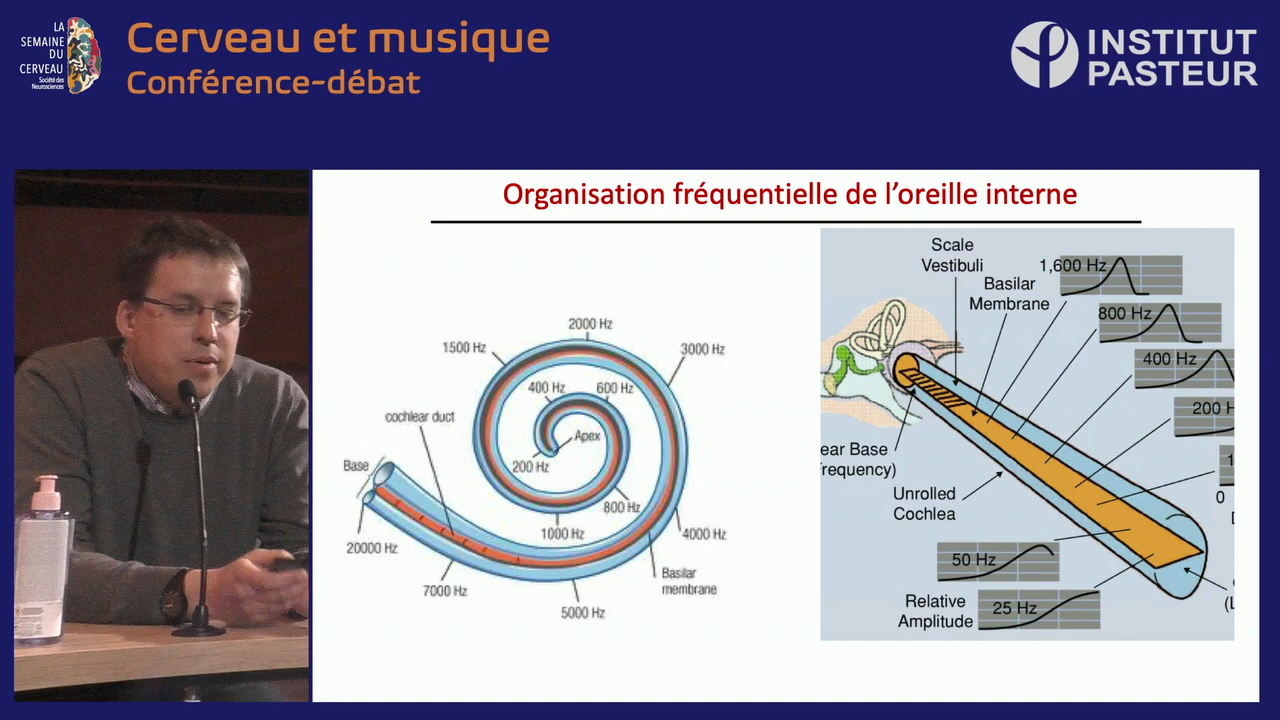 LA
SEMAINE
DU
CERVEAU
Société des
Neurosciences
Cerveau et musique
Conférence-débat
INSTITUT
PASTEUR
Organisation fréquentielle de l'oreille interne
2000 Hz
1500 Hz
3000 Hz
400 Hz
600 Hz
cochlear duct
Apex
Base
200 Hz
800 Hz
1000 Hz
4000 Hz
20000 Hz
Basilar
membrane
7000 Hz
5000 Hz
Scale
Vestibuli
1,600 Hz
Basilar
Membrane
800 Hz
400 Hz
200 H
ear Base
requency)
1
0
Unrolled
Cochlea
50 Hz
Relative
Amplitude
25 Hz
(L